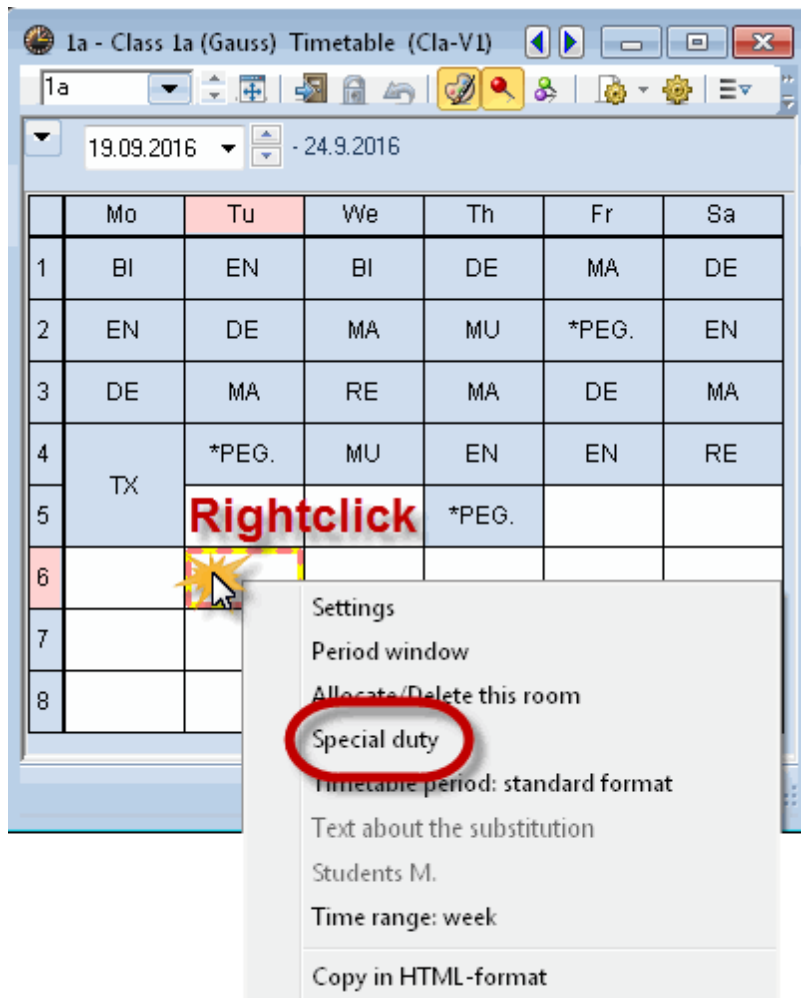 1a - Class 1a (Gauss) Timetable (Cla-V1)
1a
19.09.2016 - 24.9.2016
Mo Tu We Th Fr Sa
1 BI EN BI DE MA DE
2 EN DE MA MU *PEG. EN
3 DE MA RE MA DE MA
4 TX *PEG. MU EN EN RE
5 Rightclick *PEG.
6
7
8
Settings
Period window
Allocate/Delete this room
Special duty
Timetable period: standard format
Text about the substitution
Students M.
Time range: week
Copy in HTML-format